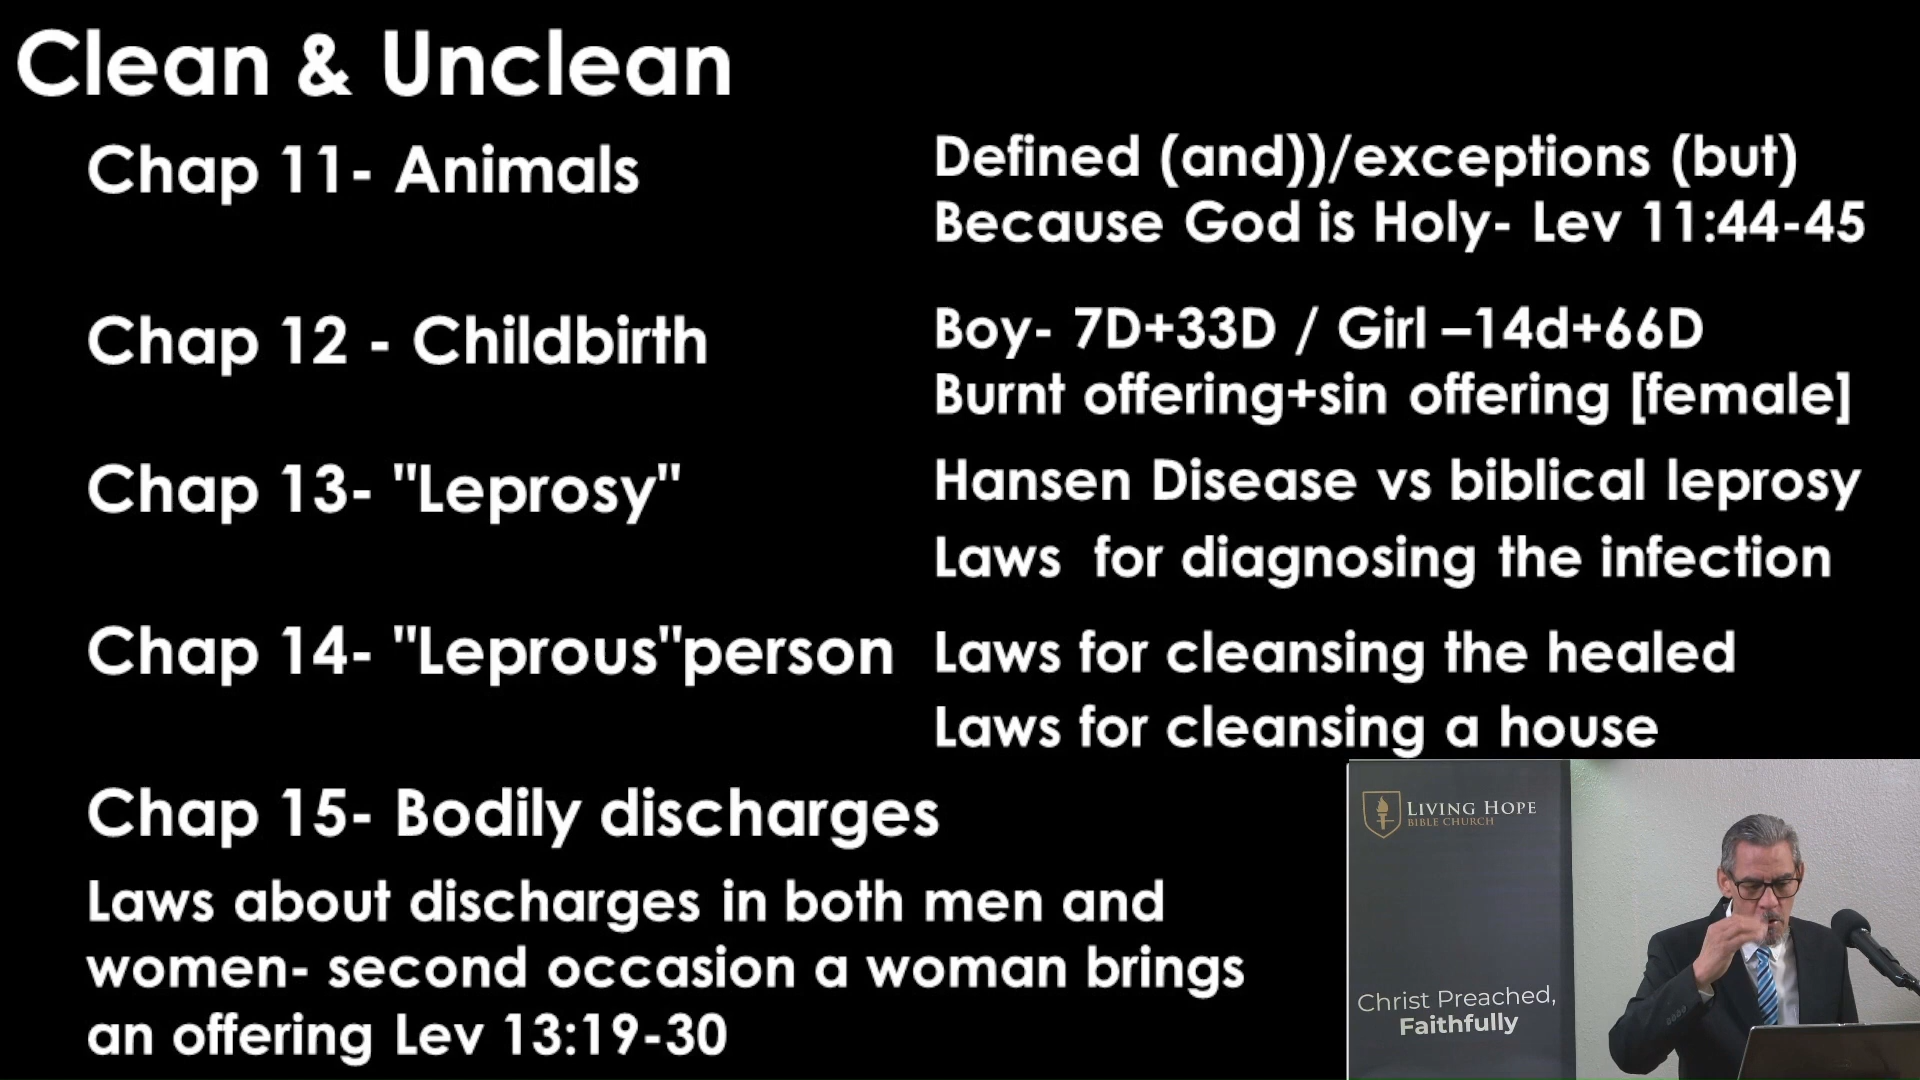 Clean & Unclean
Chap 11- Animals
Defined (and))/exceptions (but)
Because God is Holy- Lev 11:44-45
Chap 12 - Childbirth
Boy- 7D+33D / Girl –14d+66D
Burnt offering+sin offering [female]
Chap 13- "Leprosy"
Hansen Disease vs biblical leprosy
Laws  for diagnosing the infection
Chap 14- "Leprous"person
Laws for cleansing the healed
Laws for cleansing a house
Chap 15- Bodily discharges
Laws about discharges in both men and
women- second occasion a woman brings
an offering Lev 13:19-30
LIVING HOPE
BIBLE CHURCH
Christ Preached,
Faithfully